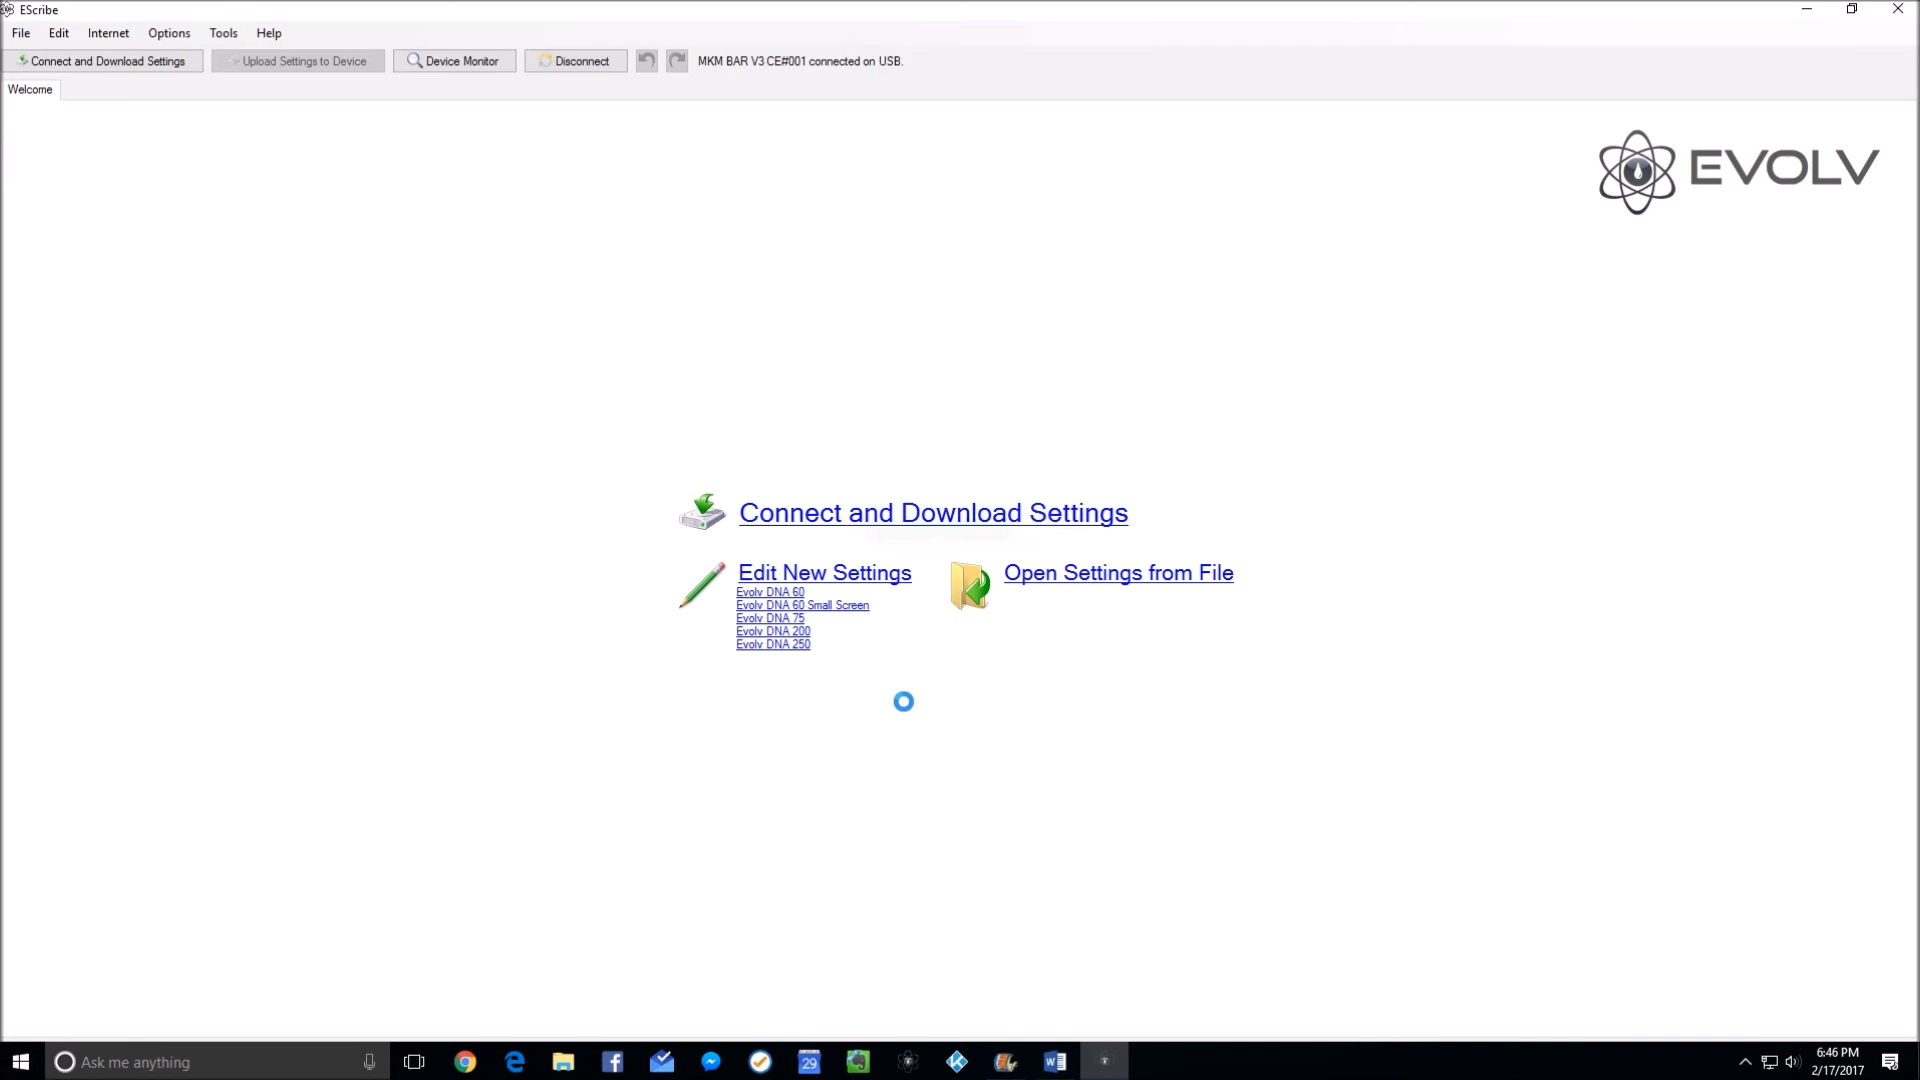 EScribe
File Edit Internet Options Tools Help
Connect and Download Settings Upload Settings to Device Device Monitor Disconnect MKM BAR V3 CE#001 connected on USB.
Welcome
EVOLV
Connect and Download Settings
Edit New Settings Open Settings from File
Evolv DNA 60
Evolv DNA 60 Small Screen
Evolv DNA 75
Evolv DNA 200
Evolv DNA 250
Ask me anything 29
6:46 PM
2/17/2017